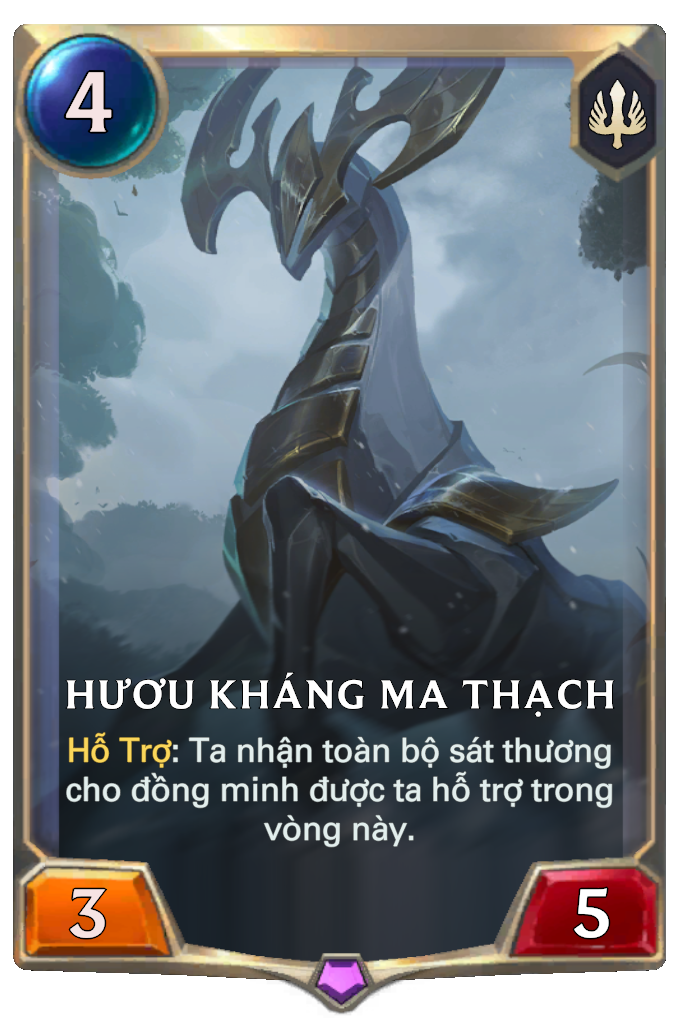 4
HƯƠU KHÁNG MA THẠCH
Hỗ Trợ: Ta nhận toàn bộ sát thương
cho đồng minh được ta hỗ trợ trong
vòng này.
3
5